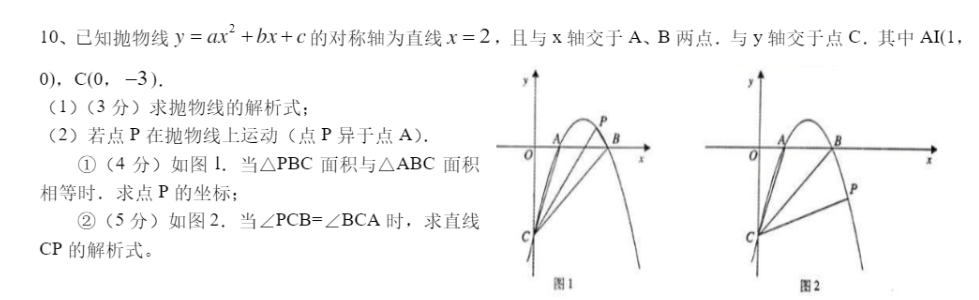 10、已知抛物线 y = ax² + bx + c 的对称轴为直线 x = 2，且与 x 轴交于 A、B 两点．与 y 轴交于点 C．其中 AI(1，
0)，C(0，−3)．
（1）（3 分）求抛物线的解析式；
（2）若点 P 在抛物线上运动（点 P 异于点 A）．
①（4 分）如图 l．当△PBC 面积与△ABC 面积
相等时．求点 P 的坐标；
②（5 分）如图 2．当∠PCB=∠BCA 时，求直线
CP 的解析式。
y
P
A
B
O
x
C
图 1
y
A
B
O
x
P
C
图 2